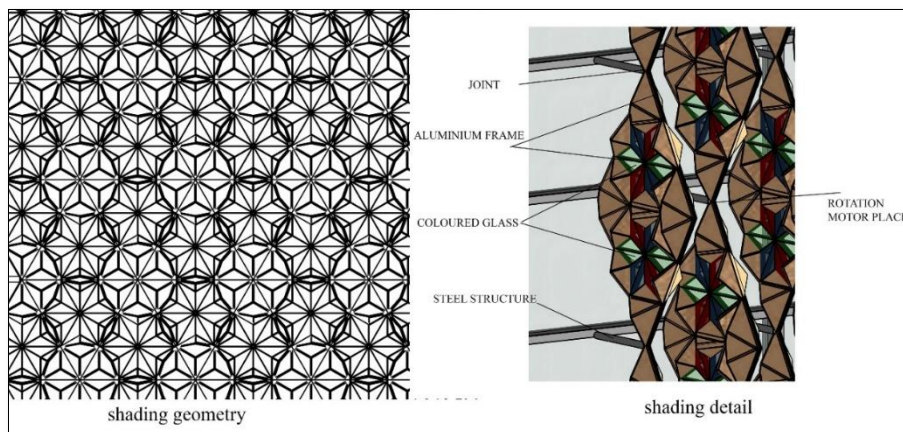 JOINT
ALUMINIUM FRAME
COLOURED GLASS
STEEL STRUCTURE
ROTATION
MOTOR PLACE
shading geometry
shading detail